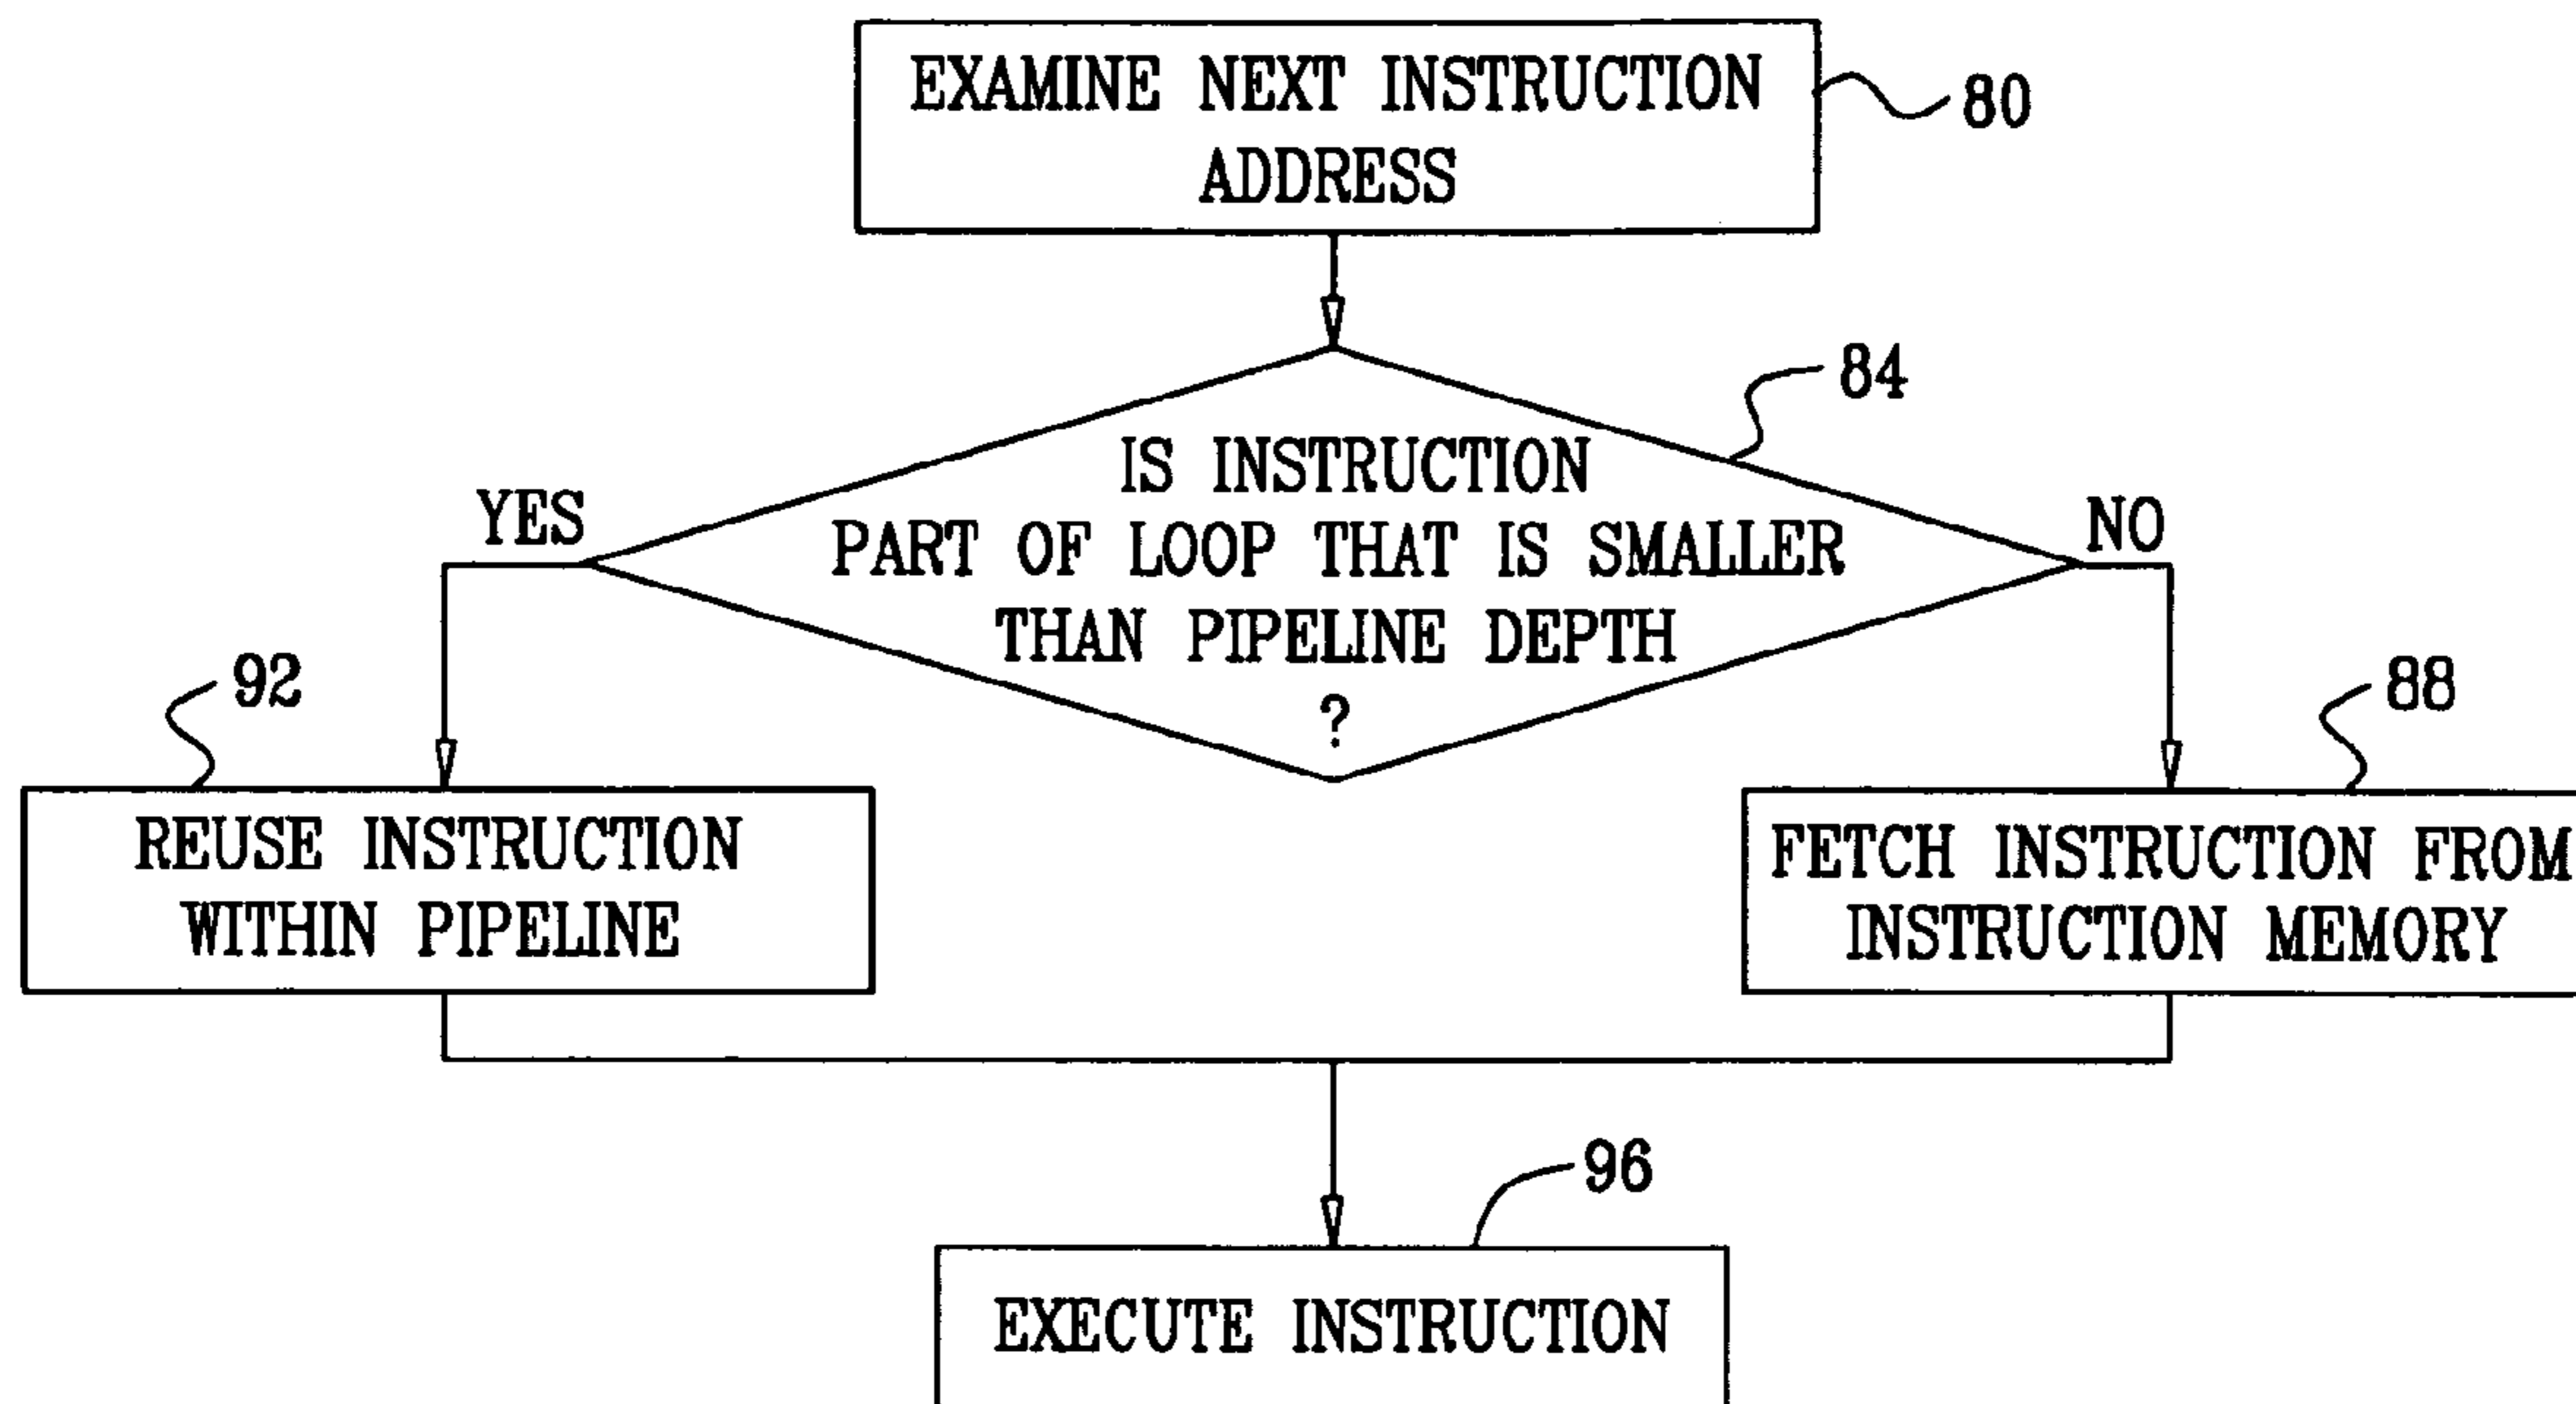 EXAMINE NEXT INSTRUCTION
ADDRESS
80
84
IS INSTRUCTION
PART OF LOOP THAT IS SMALLER
THAN PIPELINE DEPTH
?
YES
NO
92
88
REUSE INSTRUCTION
WITHIN PIPELINE
FETCH INSTRUCTION FROM
INSTRUCTION MEMORY
96
EXECUTE INSTRUCTION